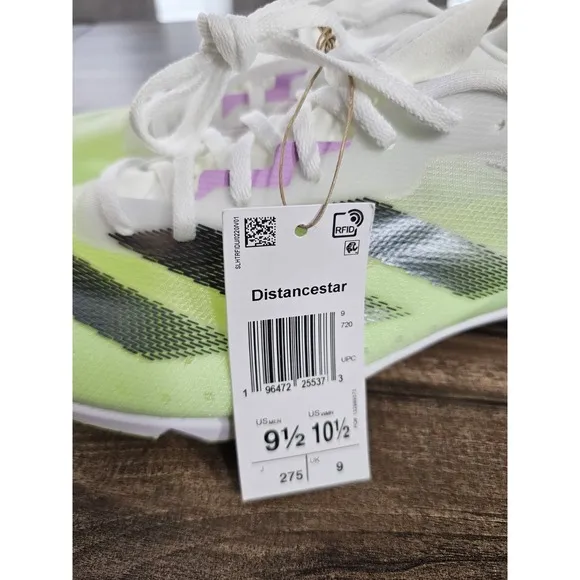 RFID
SLHTRFIDUI0220IV01
Distancestar
9
720
UPC
1 96472 25537 3
US MEN US WMN
9½ 10½
J 275 UK 9